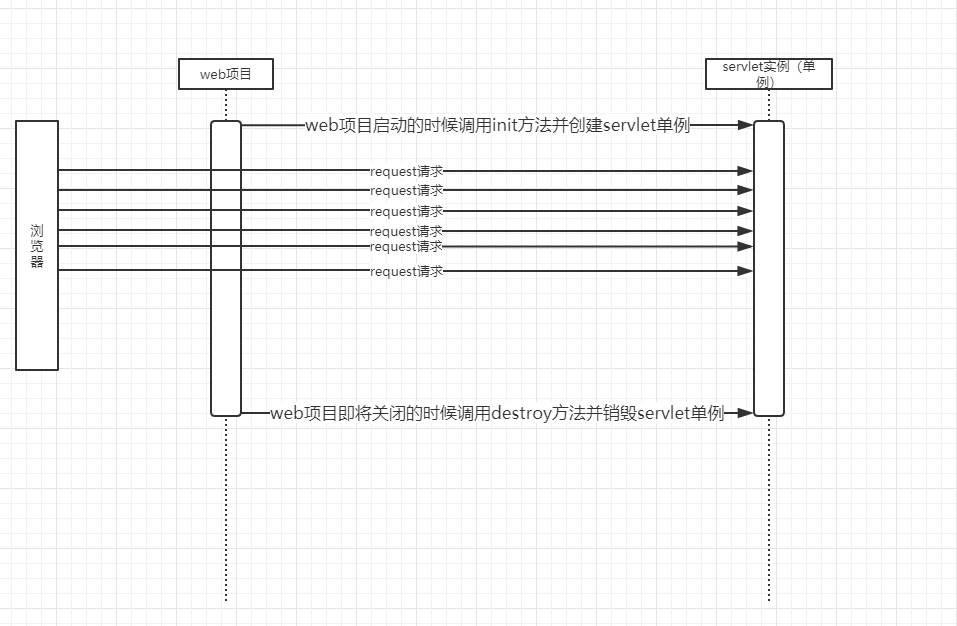 web项目
servlet实例（单
例）
web项目启动的时候调用init方法并创建servlet单例
request请求
request请求
request请求
request请求
request请求
request请求
浏
览
器
web项目即将关闭的时候调用destroy方法并销毁servlet单例